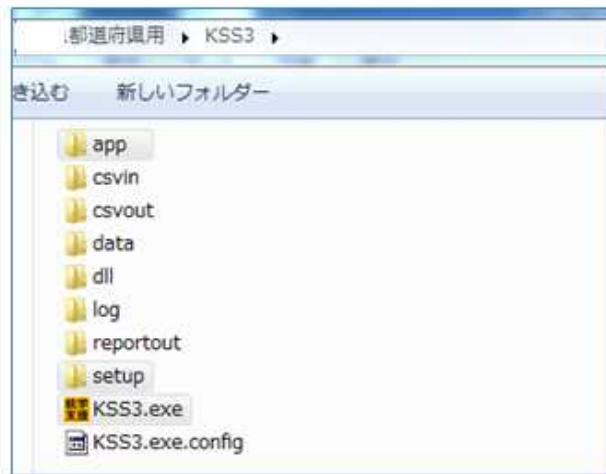 都道府県用 ▸ KSS3 ▸
き込む 新しいフォルダー
app
csvin
csvout
data
dll
log
reportout
setup
KSS3.exe
KSS3.exe.config